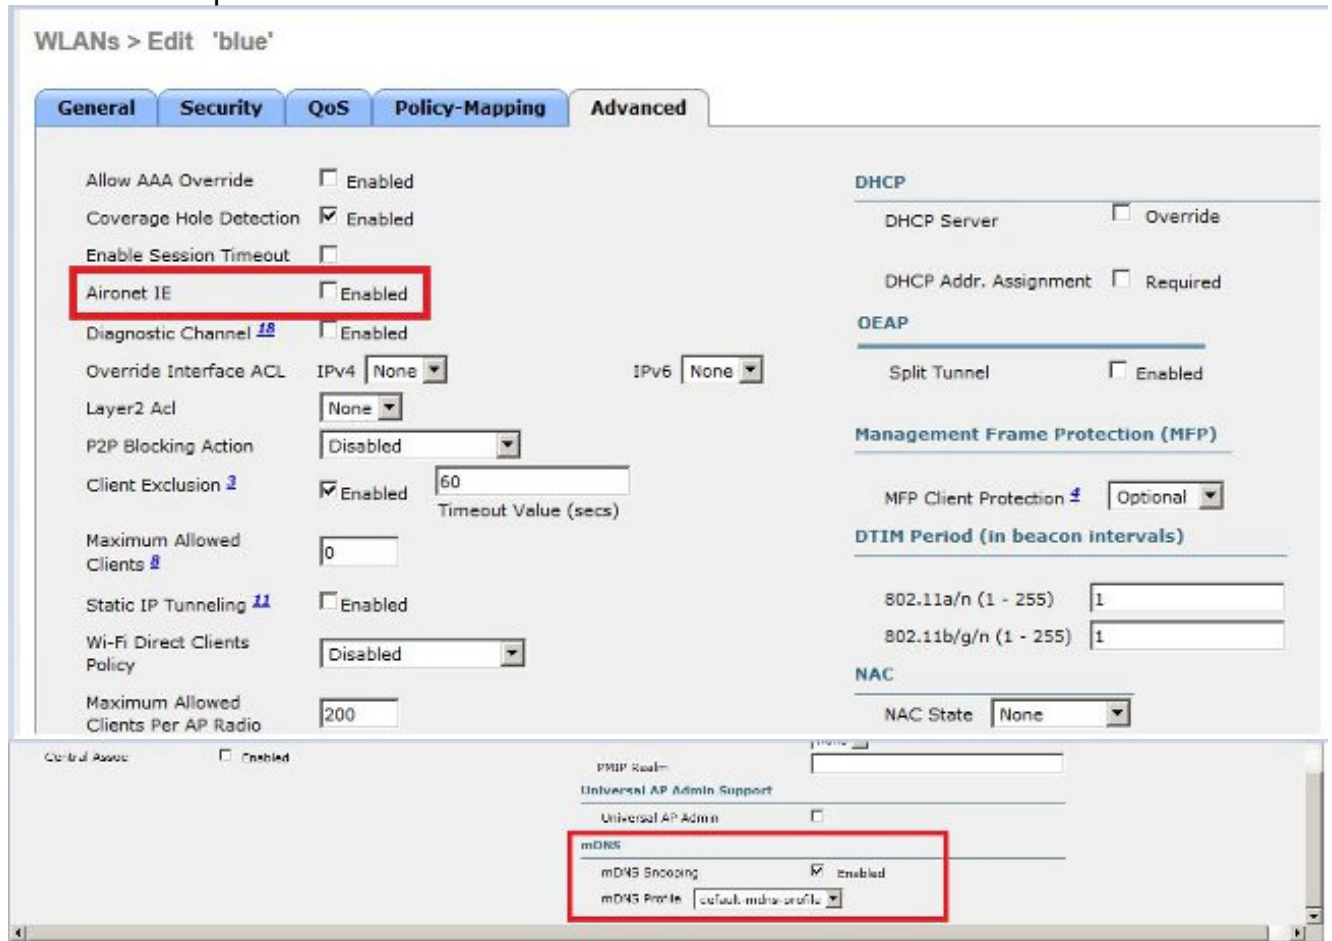 WLANs > Edit 'blue'
General Security QoS Policy-Mapping Advanced
Allow AAA Override Enabled
Coverage Hole Detection Enabled
Enable Session Timeout
Aironet IE Enabled
Diagnostic Channel 18 Enabled
Override Interface ACL IPv4 None IPv6 None
Layer2 Acl None
P2P Blocking Action Disabled
Client Exclusion 3 Enabled 60
Timeout Value (secs)
Maximum Allowed
Clients 8 0
Static IP Tunneling 11 Enabled
Wi-Fi Direct Clients
Policy Disabled
Maximum Allowed
Clients Per AP Radio 200
DHCP
DHCP Server Override
DHCP Addr. Assignment Required
OEAP
Split Tunnel Enabled
Management Frame Protection (MFP)
MFP Client Protection 4 Optional
DTIM Period (in beacon intervals)
802.11a/n (1 - 255) 1
802.11b/g/n (1 - 255) 1
NAC
NAC State None
Central Assoc Enabled
PMIP Realm
Universal AP Admin Support
Universal AP Admin
mDNS
mDNS Snooping Enabled
mDNS Profile default-mdns-profile